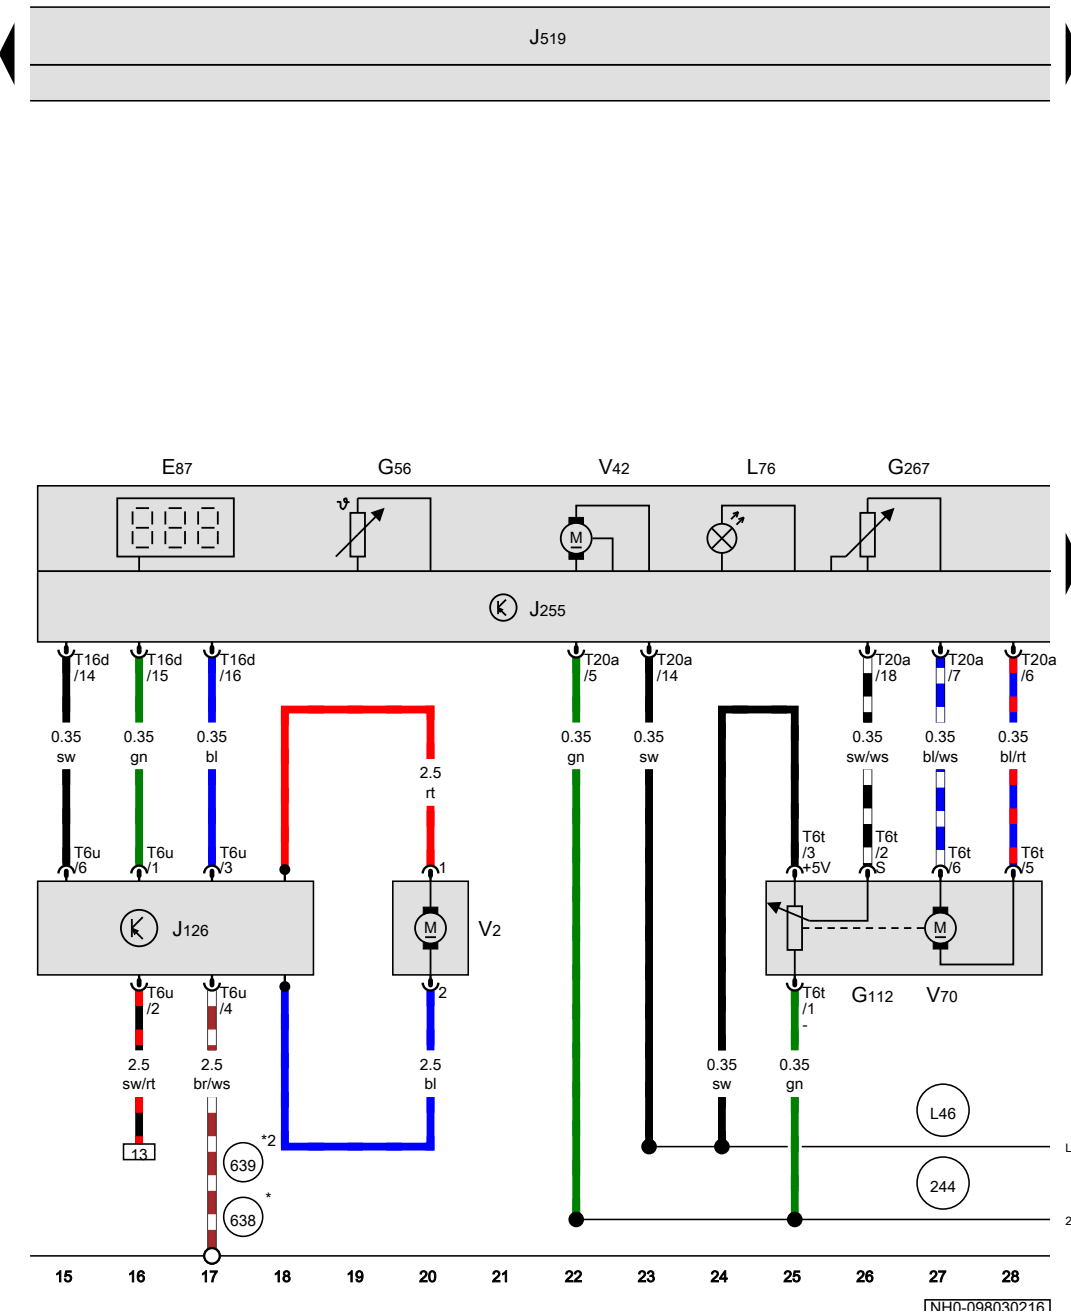 J519
E87 G56 V42 L76 G267
ϑ
M
J255
T16d /14
T16d /15
T16d /16
T20a /5
T20a /14
T20a /18
T20a /7
T20a /6
0.35 sw
0.35 gn
0.35 bl
2.5 rt
0.35 gn
0.35 sw
0.35 sw/ws
0.35 bl/ws
0.35 bl/rt
T6u /6
T6u /1
T6u /3
1
T6t /3 +5V
T6t /2 S
T6t /6
T6t /5
J126
M
V2
M
T6u /2
T6u /4
2
T6t /1 -
G112 V70
2.5 sw/rt
2.5 br/ws
2.5 bl
0.35 sw
0.35 gn
L46
13
*2
639
L
244
*
638
2
15 16 17 18 19 20 21 22 23 24 25 26 27 28
NH0-098030216